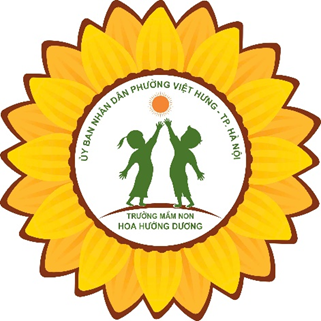 ỦY BAN NHÂN DÂN PHƯỜNG VIỆT HƯNG - TP. HÀ NỘI
TRƯỜNG MẦM NON
HOA HƯỚNG DƯƠNG